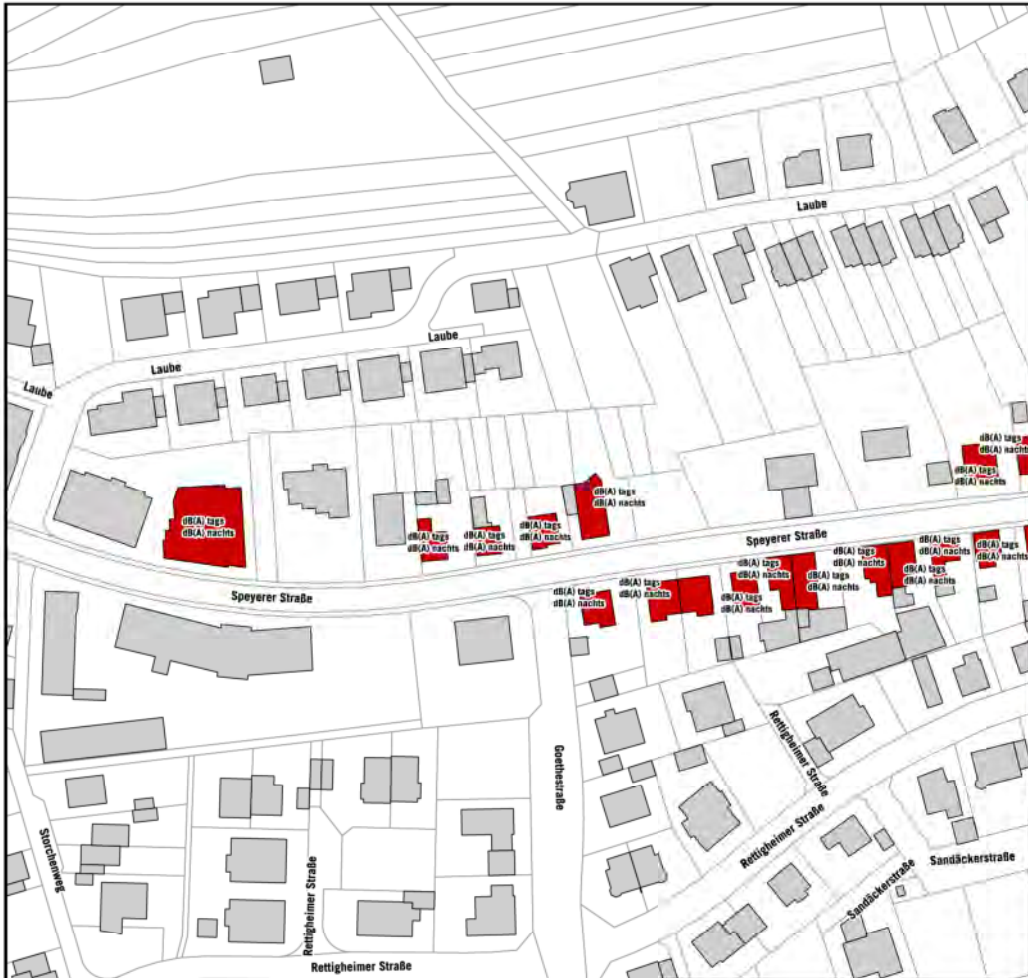 Laube
Laube
Laube
Laube
dB(A) tags
dB(A) nachts
dB(A) tags
dB(A) nachts
dB(A) tags
dB(A) nachts
dB(A) tags
dB(A) nachts
dB(A) tags
dB(A) nachts
dB(A) tags
dB(A) nachts
dB(A) tags
dB(A) nachts
Speyerer Straße
dB(A) tags
dB(A) nachts
dB(A) tags
dB(A) nachts
dB(A) tags
dB(A) nachts
dB(A) tags
dB(A) nachts
dB(A) tags
dB(A) nachts
dB(A) tags
dB(A) nachts
dB(A) tags
dB(A) nachts
dB(A) tags
dB(A) nachts
dB(A) tags
dB(A) nachts
Speyerer Straße
Goethestraße
Rettigheimer Straße
Rettigheimer Straße
Storchenweg
Rettigheimer Straße
Sandäckerstraße
Sandäckerstraße
Rettigheimer Straße